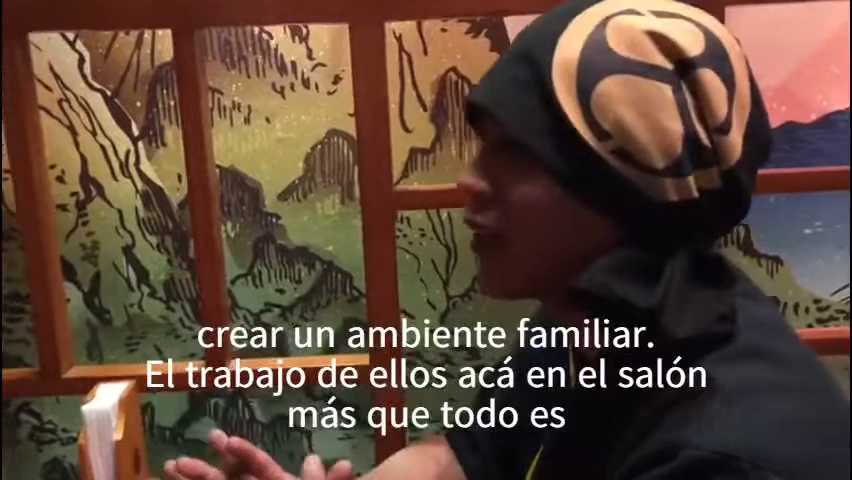 crear un ambiente familiar.
El trabajo de ellos acá en el salón
más que todo es